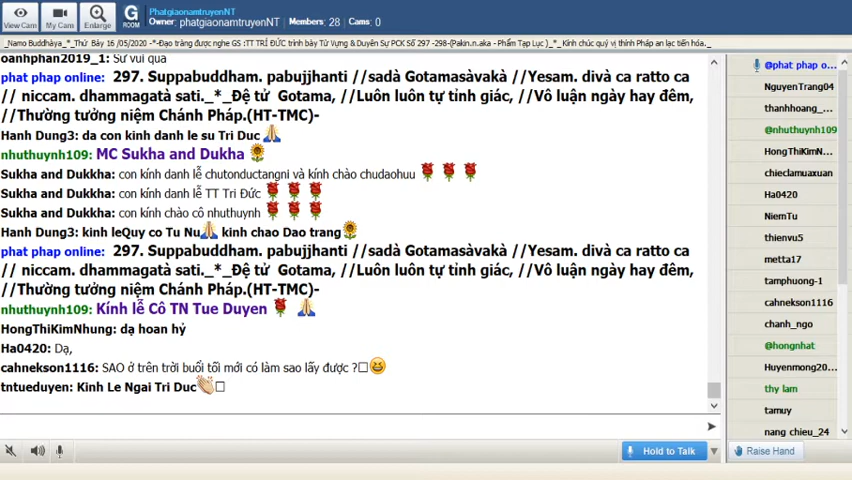 PhatgiaonamtruyenNT
Owner: phatgiaonamtruyenNT Members: 28 Cams: 0
View Cam My Cam Enlarge G ROOM
_Namo Buddhàya_*_Thứ Bảy 16 /05/2020 -*-Đạo tràng được nghe GS :TT TRÍ ĐỨC trình bày Từ Vựng & Duyên Sự PCK Số 297 -298-(Pakin.n.aka - Phẩm Tạp Lục )_*_ Kính chúc quý vị thính Pháp an lạc tiến hóa._
oanhphan2019_1: Sư vui quá
phat phap online: 297. Suppabuddham. pabujjhanti //sadà Gotamasàvakà //Yesam. divà ca ratto ca
// niccam. dhammagatà sati._*_Đệ tử Gotama, //Luôn luôn tự tỉnh giác, //Vô luận ngày hay đêm,
//Thường tưởng niệm Chánh Pháp.(HT-TMC)-
Hanh Dung3: da con kinh danh le su Tri Duc
nhuthuynh109: MC Sukha and Dukha
Sukha and Dukkha: con kính danh lễ chutonductangni và kính chào chudaohuu
Sukha and Dukkha: con kính danh lễ TT Tri Đức
Sukha and Dukkha: con kính chào cô nhuthuynh
Hanh Dung3: kinh leQuy co Tu Nu kinh chao Dao trang
phat phap online: 297. Suppabuddham. pabujjhanti //sadà Gotamasàvakà //Yesam. divà ca ratto ca
// niccam. dhammagatà sati._*_Đệ tử Gotama, //Luôn luôn tự tỉnh giác, //Vô luận ngày hay đêm,
//Thường tưởng niệm Chánh Pháp.(HT-TMC)-
nhuthuynh109: Kính lễ Cô TN Tue Duyen
HongThiKimNhung: dạ hoan hỷ
Ha0420: Dạ,
cahnekson1116: SAO ở trên trời buổi tối mới có làm sao lấy được ?
tntueduyen: Kinh Le Ngai Tri Duc
@phat phap o...
NguyenTrang04
thanhhoang_...
@nhuthuynh109
HongThiKimN...
chieclamuaxuan
Ha0420
NiemTu
thienvu5
metta17
tamphuong-1
cahnekson1116
chanh_ngo
@hongnhat
Huyenmong20...
thy lam
tamuy
nang chieu_24
Hold to Talk
Raise Hand